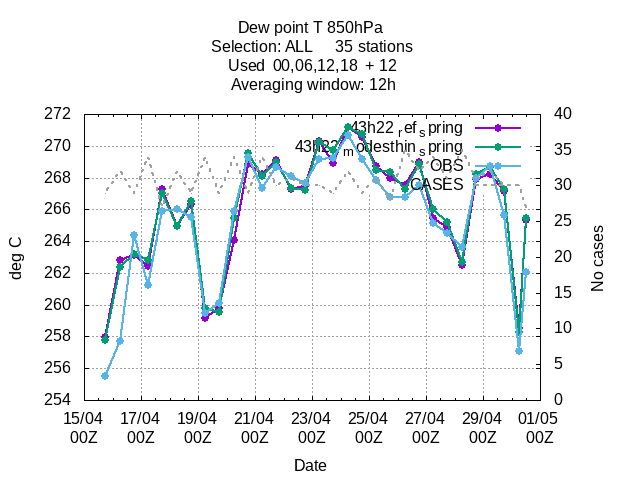 Dew point T 850hPa
Selection: ALL     35 stations
Used  00,06,12,18  + 12
Averaging window: 12h
272 40
270 35
268 30
266 25
264 20
262 15
260 10
258 5
256 0
254
43h22_ref_spring
43h22_modesthin_spring
OBS
CASES
deg C
No cases
15/04 17/04 19/04 21/04 23/04 25/04 27/04 29/04 01/05
00Z 00Z 00Z 00Z 00Z 00Z 00Z 00Z 00Z
Date